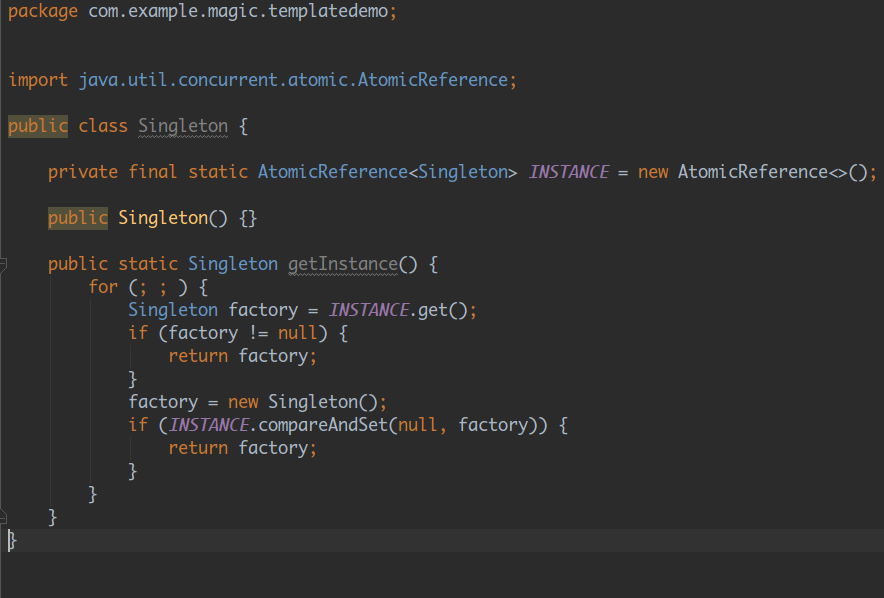 package com.example.magic.templatedemo;
import java.util.concurrent.atomic.AtomicReference;
public class Singleton {
private final static AtomicReference<Singleton> INSTANCE = new AtomicReference<>();
public Singleton() {}
public static Singleton getInstance() {
for (; ; ) {
Singleton factory = INSTANCE.get();
if (factory != null) {
return factory;
}
factory = new Singleton();
if (INSTANCE.compareAndSet(null, factory)) {
return factory;
}
}
}
}